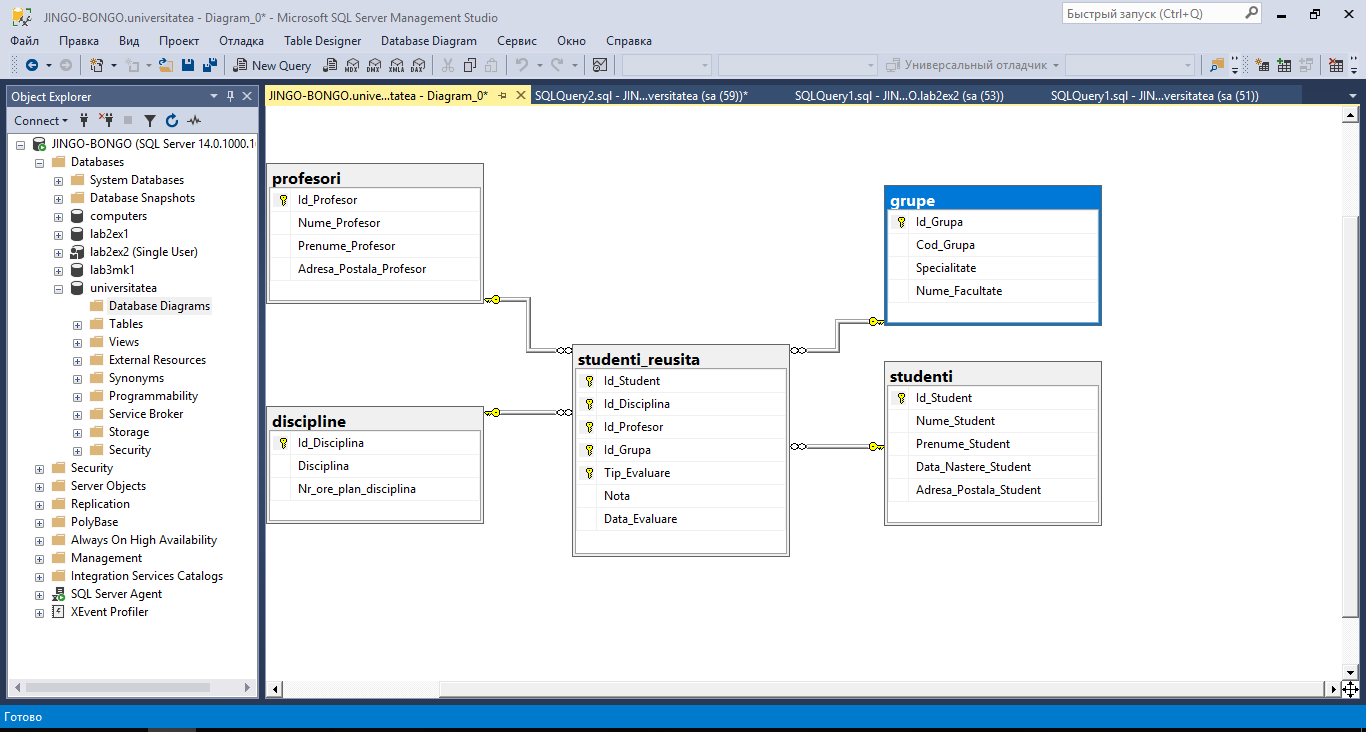 JINGO-BONGO.universitatea - Diagram_0* - Microsoft SQL Server Management Studio
Быстрый запуск (Ctrl+Q)
Файл Правка Вид Проект Отладка Table Designer Database Diagram Сервис Окно Справка
New Query
MDX DMX XMLA DAX
Универсальный отладчик
Object Explorer
JINGO-BONGO.unive...tatea - Diagram_0*
SQLQuery2.sql - JIN...versitatea (sa (59))*
SQLQuery1.sql - JIN...O.lab2ex2 (sa (53))
SQLQuery1.sql - JIN...versitatea (sa (51))
Connect
JINGO-BONGO (SQL Server 14.0.1000.1
Databases
System Databases
Database Snapshots
computers
lab2ex1
lab2ex2 (Single User)
lab3mk1
universitatea
Database Diagrams
Tables
Views
External Resources
Synonyms
Programmability
Service Broker
Storage
Security
Security
Server Objects
Replication
PolyBase
Always On High Availability
Management
Integration Services Catalogs
SQL Server Agent
XEvent Profiler
profesori
Id_Profesor
Nume_Profesor
Prenume_Profesor
Adresa_Postala_Profesor
discipline
Id_Disciplina
Disciplina
Nr_ore_plan_disciplina
studenti_reusita
Id_Student
Id_Disciplina
Id_Profesor
Id_Grupa
Tip_Evaluare
Nota
Data_Evaluare
grupe
Id_Grupa
Cod_Grupa
Specialitate
Nume_Facultate
studenti
Id_Student
Nume_Student
Prenume_Student
Data_Nastere_Student
Adresa_Postala_Student
Готово